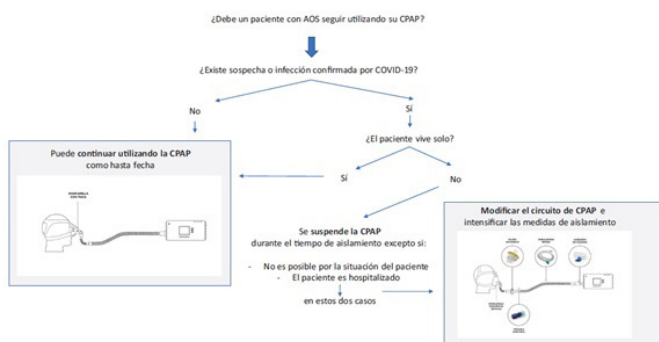 ¿Debe un paciente con AOS seguir utilizando su CPAP?
¿Existe sospecha o infección confirmada por COVID-19?
No
Sí
¿El paciente vive solo?
Puede continuar utilizando la CPAP
como hasta fecha
Sí
No
Se suspende la CPAP
durante el tiempo de aislamiento excepto si:
- No es posible por la situación del paciente
- El paciente es hospitalizado
en estos dos casos
Modificar el circuito de CPAP e
intensificar las medidas de aislamiento